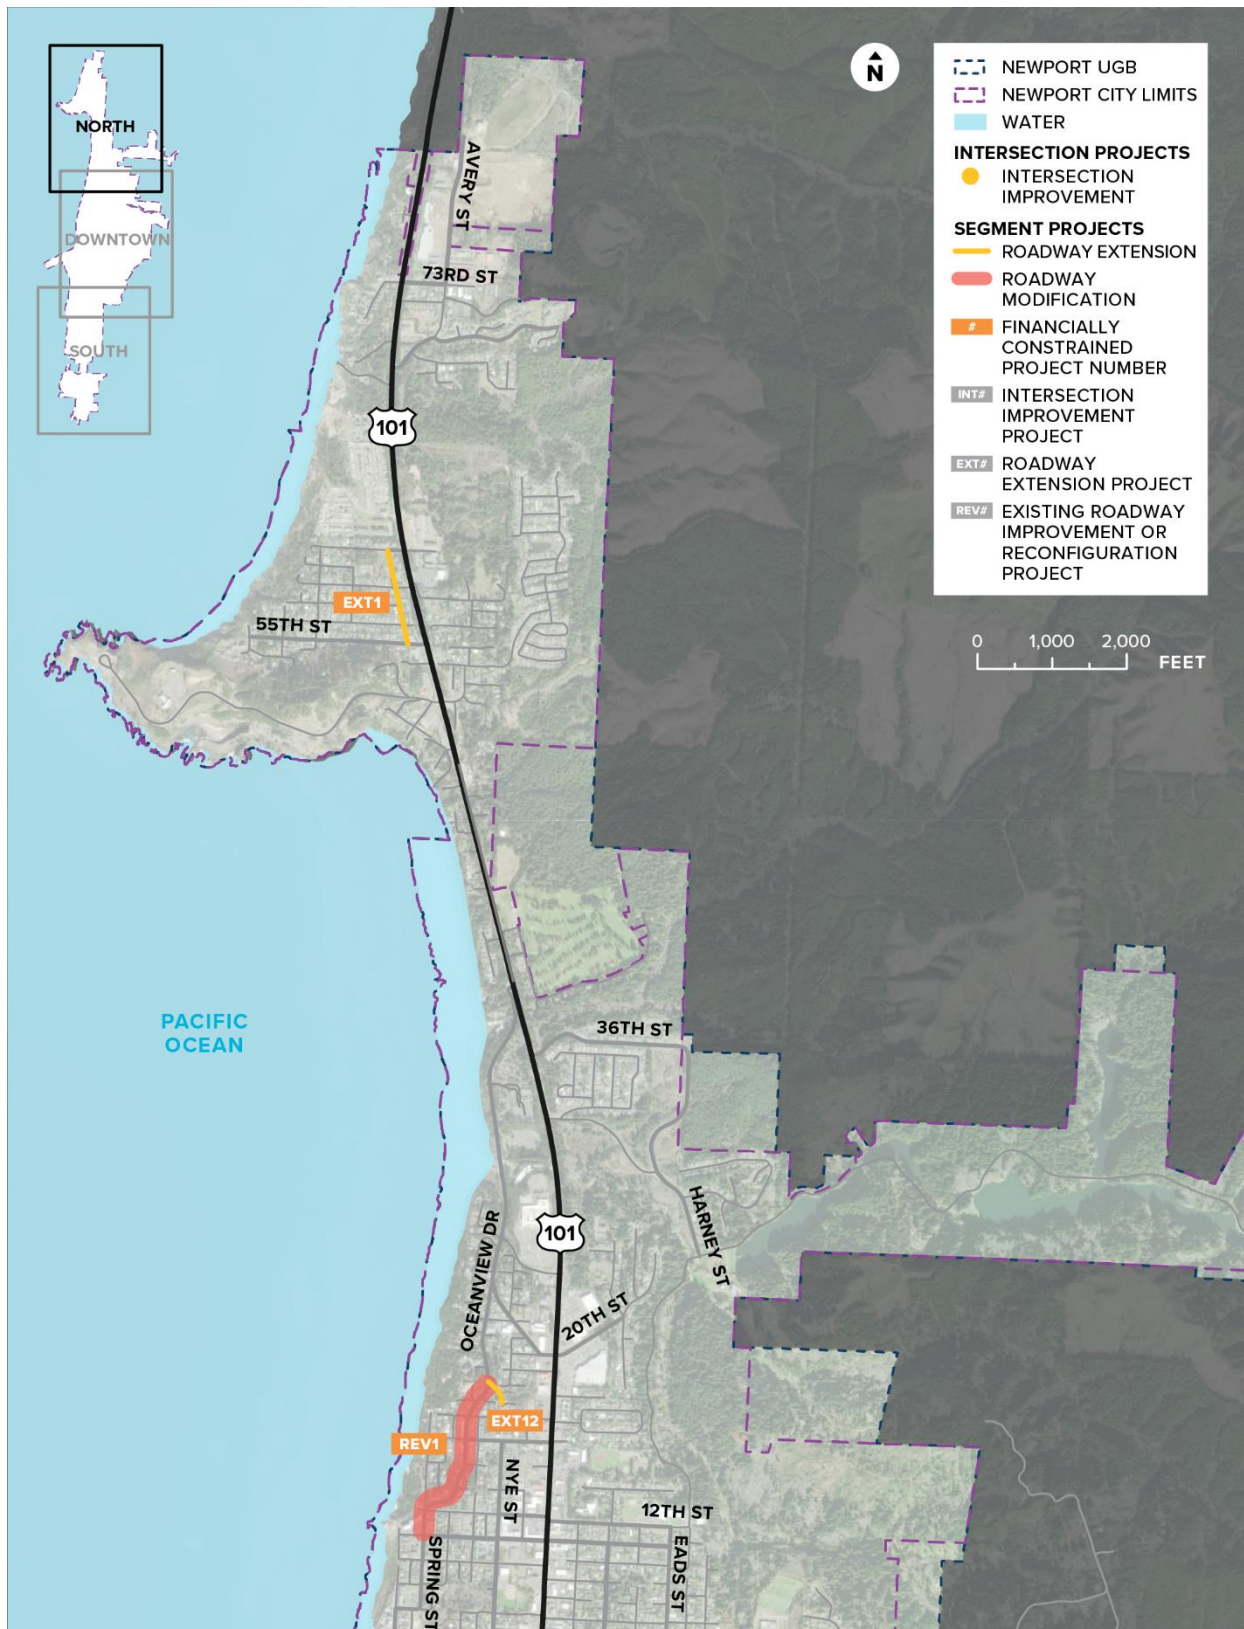 NORTH
DOWNTOWN
SOUTH
N
NEWPORT UGB
NEWPORT CITY LIMITS
WATER
INTERSECTION PROJECTS
INTERSECTION
IMPROVEMENT
SEGMENT PROJECTS
ROADWAY EXTENSION
ROADWAY
MODIFICATION
# FINANCIALLY
CONSTRAINED
PROJECT NUMBER
INT# INTERSECTION
IMPROVEMENT
PROJECT
EXT# ROADWAY
EXTENSION PROJECT
REV# EXISTING ROADWAY
IMPROVEMENT OR
RECONFIGURATION
PROJECT
0 1,000 2,000
FEET
AVERY ST
73RD ST
101
EXT1
55TH ST
PACIFIC
OCEAN
36TH ST
HARNEY ST
101
OCEANVIEW DR
20TH ST
EXT12
REV1
NYE ST
12TH ST
SPRING ST
EADS ST